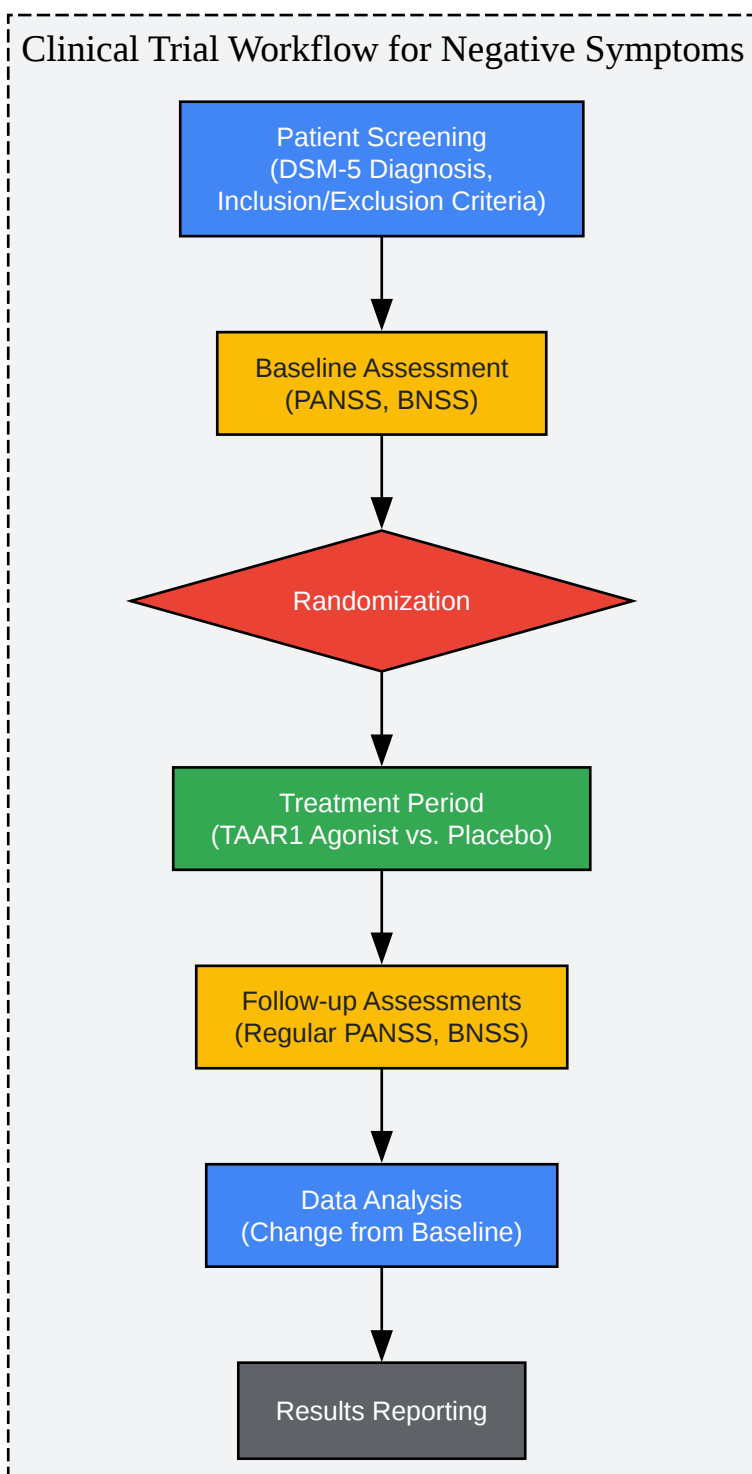 Clinical Trial Workflow for Negative Symptoms
Patient Screening
(DSM-5 Diagnosis,
Inclusion/Exclusion Criteria)
Baseline Assessment
(PANSS, BNSS)
Randomization
Treatment Period
(TAAR1 Agonist vs. Placebo)
Follow-up Assessments
(Regular PANSS, BNSS)
Data Analysis
(Change from Baseline)
Results Reporting